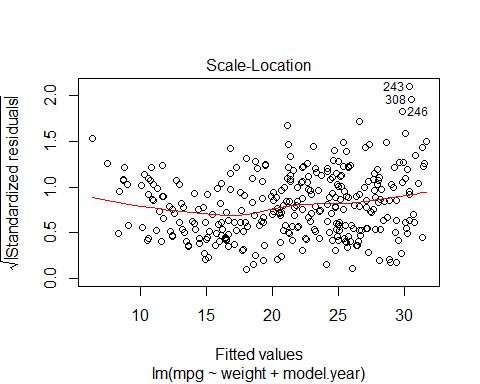 Scale-Location
√|Standardized residuals|
2.0
1.5
1.0
0.5
0.0
243
308
246
10 15 20 25 30
Fitted values
lm(mpg ~ weight + model.year)